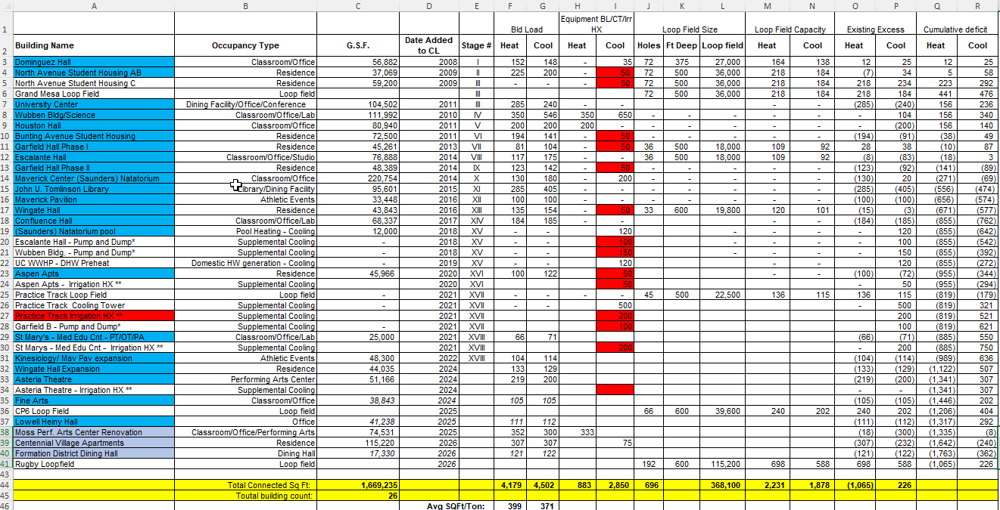 A B C D E F G H I J K L M N O P Q R
1 Bld Load Equipment BL/CT/Irr HX Loop Field Size Loop Field Capacity Existing Excess Cumulative deficit
2 Building Name Occupancy Type G.S.F. Date Added to CL Stage # Heat Cool Heat Cool Holes Ft Deep Loop field Heat Cool Heat Cool Heat Cool
3 Dominguez Hall Classroom/Office 56,882 2008 I 152 148 - 35 72 375 27,000 164 138 12 25 12 25
4 North Avenue Student Housing AB Residence 37,069 2009 II 225 200 - 50 72 500 36,000 218 184 (7) 34 5 58
5 North Avenue Student Housing C Residence 59,200 2009 III - - - 50 72 500 36,000 218 184 218 234 223 292
6 Grand Mesa Loop Field Loop field III 72 500 36,000 218 184 218 184 441 476
7 University Center Dining Facility/Office/Conference 104,502 2011 III 285 240 - - - - - - - (285) (240) 156 236
8 Wubben Bldg/Science Classroom/Office/Lab 111,992 2010 IV 350 546 350 650 - - - - - - 104 156 340
9 Houston Hall Classroom/Office 80,940 2011 V 200 200 200 - - - - - - - (200) 156 140
10 Bunting Avenue Student Housing Residence 72,500 2011 VI 194 141 - 50 - - - - - (194) (91) (38) 49
11 Garfield Hall Phase I Residence 45,261 2013 VII 81 104 - 50 36 500 18,000 109 92 28 38 (10) 87
12 Escalante Hall Classroom/Office/Studio 76,888 2014 VIII 117 175 - - 36 500 18,000 109 92 (8) (83) (18) 3
13 Garfield Hall Phase II Residence 48,389 2014 IX 123 142 - 50 - - - - - (123) (92) (141) (89)
14 Maverick Center (Saunders) Natatorium Classroom/Office 220,754 2014 X 130 180 - 200 - - - - - (130) 20 (271) (69)
15 John U. Tomlinson Library Library/Dining Facility 95,601 2015 XI 285 405 - - - - - - - (285) (405) (556) (474)
16 Maverick Pavilion Athletic Events 33,448 2016 XII 100 100 - - - - - - - (100) (100) (656) (574)
17 Wingate Hall Residence 43,843 2016 XIII 135 154 - 50 33 600 19,800 120 101 (15) (3) (671) (577)
18 Confluence Hall Classroom/Office/Lab 68,337 2017 XIV 184 185 - - - - - - - (184) (185) (855) (762)
19 (Saunders) Natatorium pool Pool Heating - Cooling 12,000 2018 XV - - - 120 - - - 120 (855) (642)
20 Escalante Hall - Pump and Dump* Supplemental Cooling - 2018 XV - - - 100 - - - 100 (855) (542)
21 Wubben Bldg. - Pump and Dump* Supplemental Cooling - 2018 XV - - - 150 - - - 150 (855) (392)
22 UC WWHP - DHW Preheat Domestic HW generation - Cooling - 2019 XV - - - 120 - - - 120 (855) (272)
23 Aspen Apts Residence 45,966 2020 XVI 100 122 50 (100) (72) (955) (344)
24 Aspen Apts - Irrigation HX ** Supplemental Cooling 2020 XVI 50 - 50 (955) (294)
25 Practice Track Loop Field Loop field - 2021 XVII - - - - 45 500 22,500 136 115 136 115 (819) (179)
26 Practice Track Cooling Tower Supplemental Cooling - 2021 XVII - - 500 - 500 (819) 321
27 Practice Track Irrigation HX ** Supplemental Cooling 2021 XVII 200 200 (819) 521
28 Garfield B - Pump and Dump* Supplemental Cooling - 2021 XVII 100 100 (819) 621
29 St Mary's - Med Edu Cnt - PT/OT/PA Classroom/Office/Lab 25,000 2021 XVIII 66 71 (66) (71) (885) 550
30 St Marys - Med Edu Cnt - Irrigation HX ** Supplemental Cooling 2021 XVIII 200 - 200 (885) 750
31 Kinesiology/ Mav Pav expansion Athletic Events 48,300 2022 XVIII 104 114 (104) (114) (989) 636
32 Wingate Hall Expansion Residence 44,035 2024 133 129 (133) (129) (1,122) 507
33 Asteria Theatre Performing Arts Center 51,166 2024 219 200 (219) (200) (1,341) 307
34 Asteria Theatre - Irrigation HX ** Supplemental Cooling 2024 - - (1,341) 307
35 Fine Arts Classroom/Office 38,843 2024 105 105 (105) (105) (1,446) 202
36 CP6 Loop Field Loop field 2025 66 600 39,600 240 202 240 202 (1,206) 404
37 Lowell Heiny Hall Office 41,238 2025 111 112 (111) (112) (1,317) 292
38 Moss Perf. Arts Center Renovation Classroom/Office/Performing Arts 74,531 2025 352 300 333 (18) (300) (1,335) (8)
39 Centennial Village Apartments Residence 115,220 2026 307 307 75 (307) (232) (1,642) (240)
40 Formation District Dining Hall Dining Hall 17,330 2026 121 122 (121) (122) (1,763) (362)
41 Rugby Loopfield Loop field 2026 192 600 115,200 698 588 698 588 (1,065) 226
43
44 Total Connected Sq Ft: 1,669,235 4,179 4,502 883 2,850 696 368,100 2,231 1,878 (1,065) 226
45 Toutal building count: 26
46 Avg SQFt/Ton: 399 371